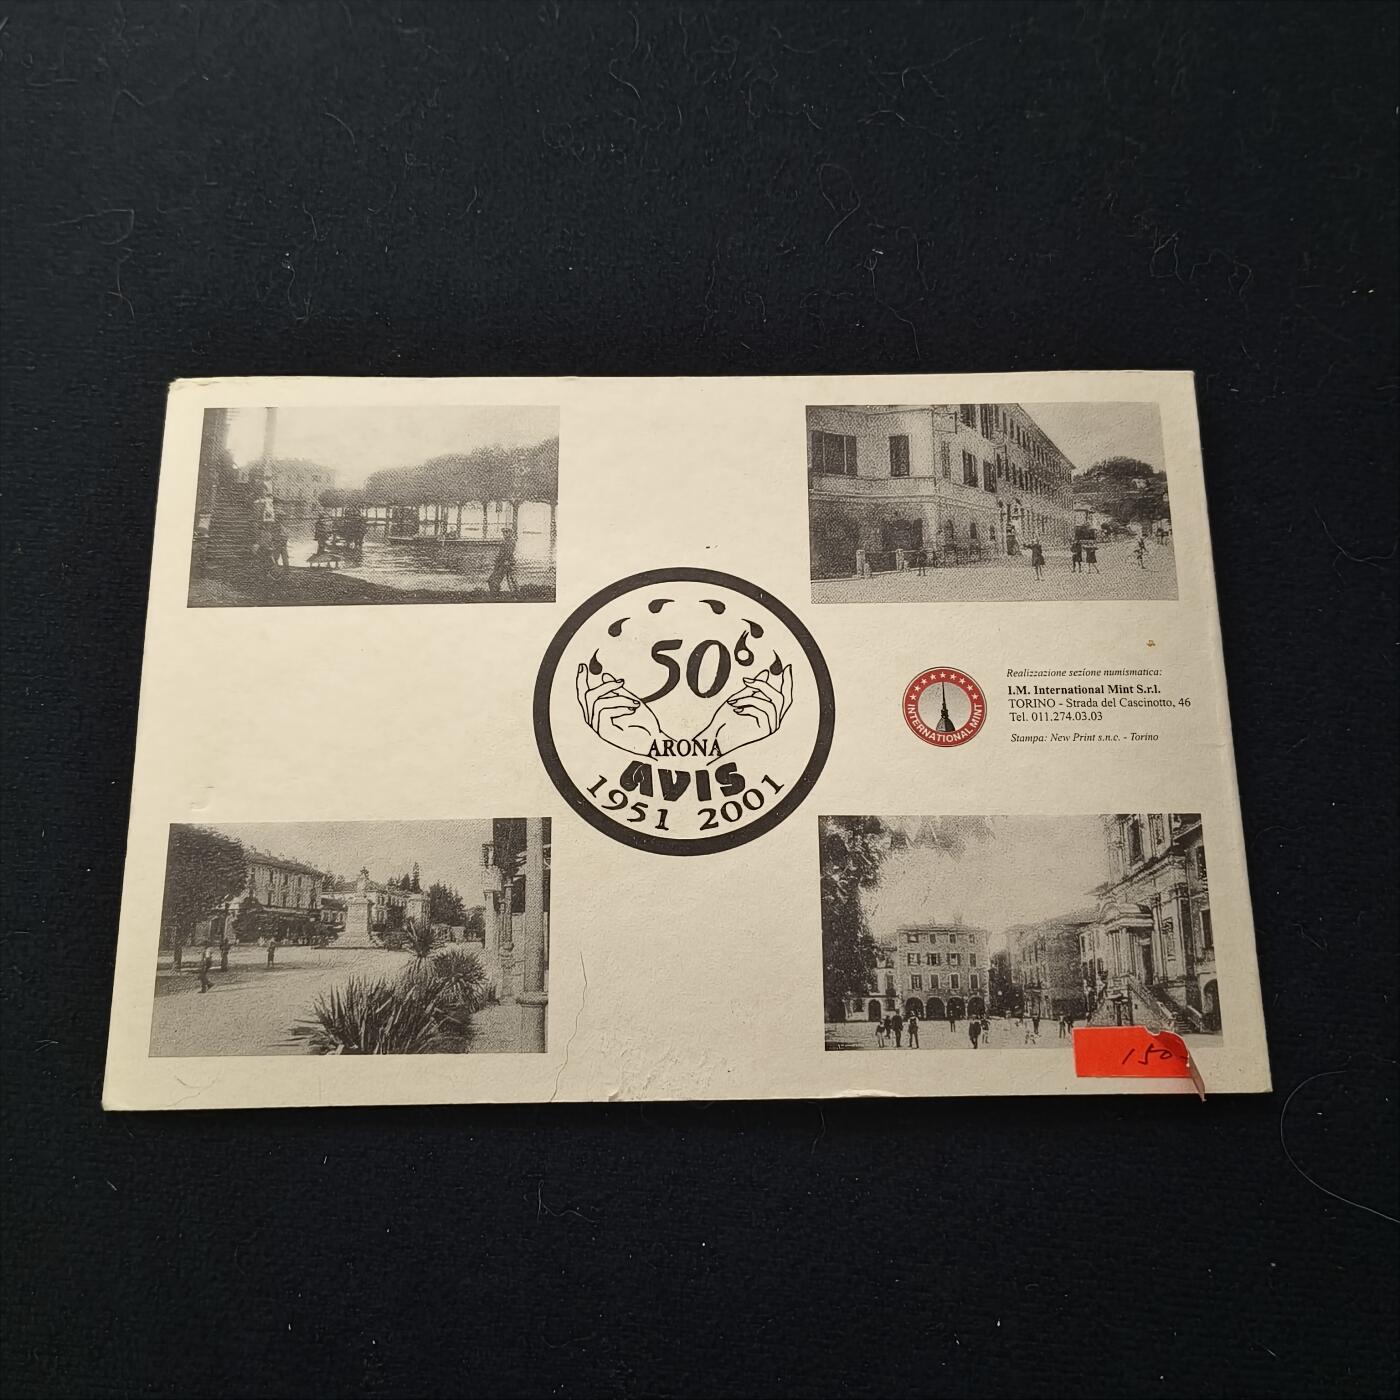 50°
ARONA
AVIS
1951 2001
INTERNATIONAL MINT
Realizzazione sezione numismatica:
I.M. International Mint S.r.l.
TORINO - Strada del Cascinotto, 46
Tel. 011.274.03.03
Stampa: New Print s.n.c. - Torino
150-